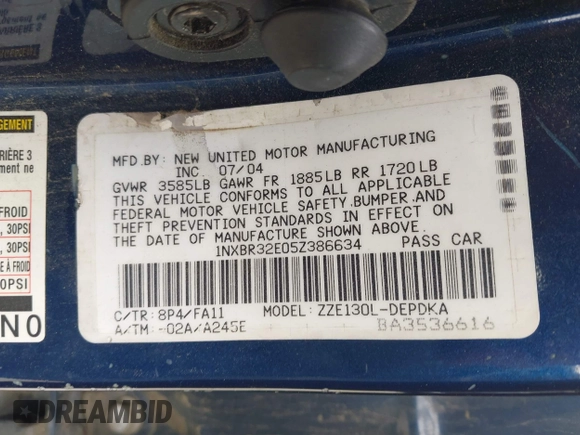 GEMENT
IÈRE 3
ment ne
FROID
, 30PSI
, 30PSI
E À FROID
0PSI
N0
MFD.BY: NEW UNITED MOTOR MANUFACTURING
INC 07/04
GVWR 3585LB GAWR FR 1885LB RR 1720LB
THIS VEHICLE CONFORMS TO ALL APPLICABLE
FEDERAL MOTOR VEHICLE SAFETY,BUMPER,AND
THEFT PREVENTION STANDARDS IN EFFECT ON
THE DATE OF MANUFACTURE SHOWN ABOVE.
1NXBR32E05Z386634 PASS CAR
C/TR: 8P4/FA11 MODEL: ZZE130L-DEPDKA
A/TM: -02A/A245E BA3536616
DREAMBID